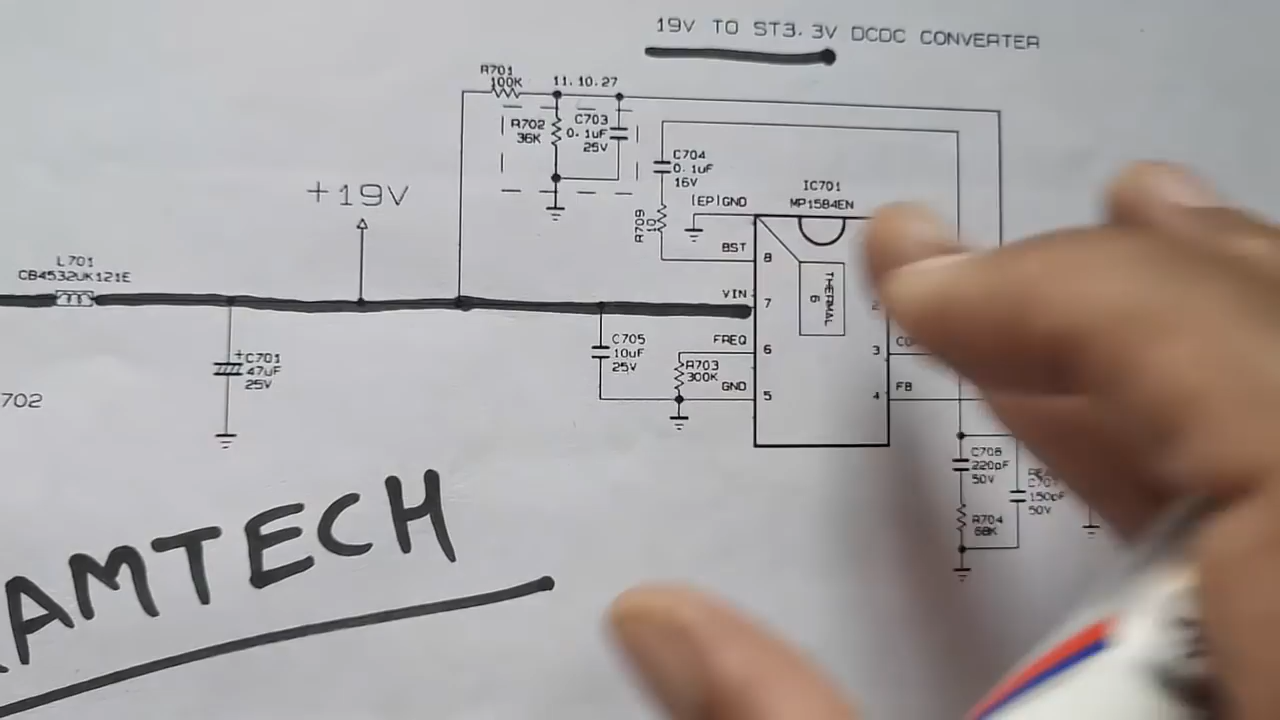 19V TO ST3.3V DCDC CONVERTER
R701
100K
11.10.27
R702
36K
C703
0.1uF
25V
C704
0.1uF
16V
R709
10
+19V
IC701
MP1584EN
(EP)GND
BST
8
VIN
7
FREQ
6
GND
5
THERMAL
3
FB
4
L701
CB4532UK121E
C701
47uF
25V
C705
10uF
25V
R703
300K
702
C706
220pF
50V
150pF
50V
R704
68K
AMTECH